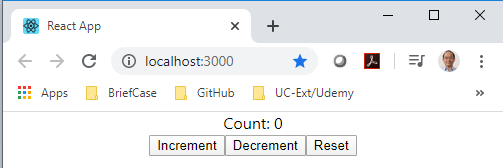 React App
localhost:3000
Apps BriefCase GitHub UC-Ext/Udemy »
Count: 0
Increment Decrement Reset